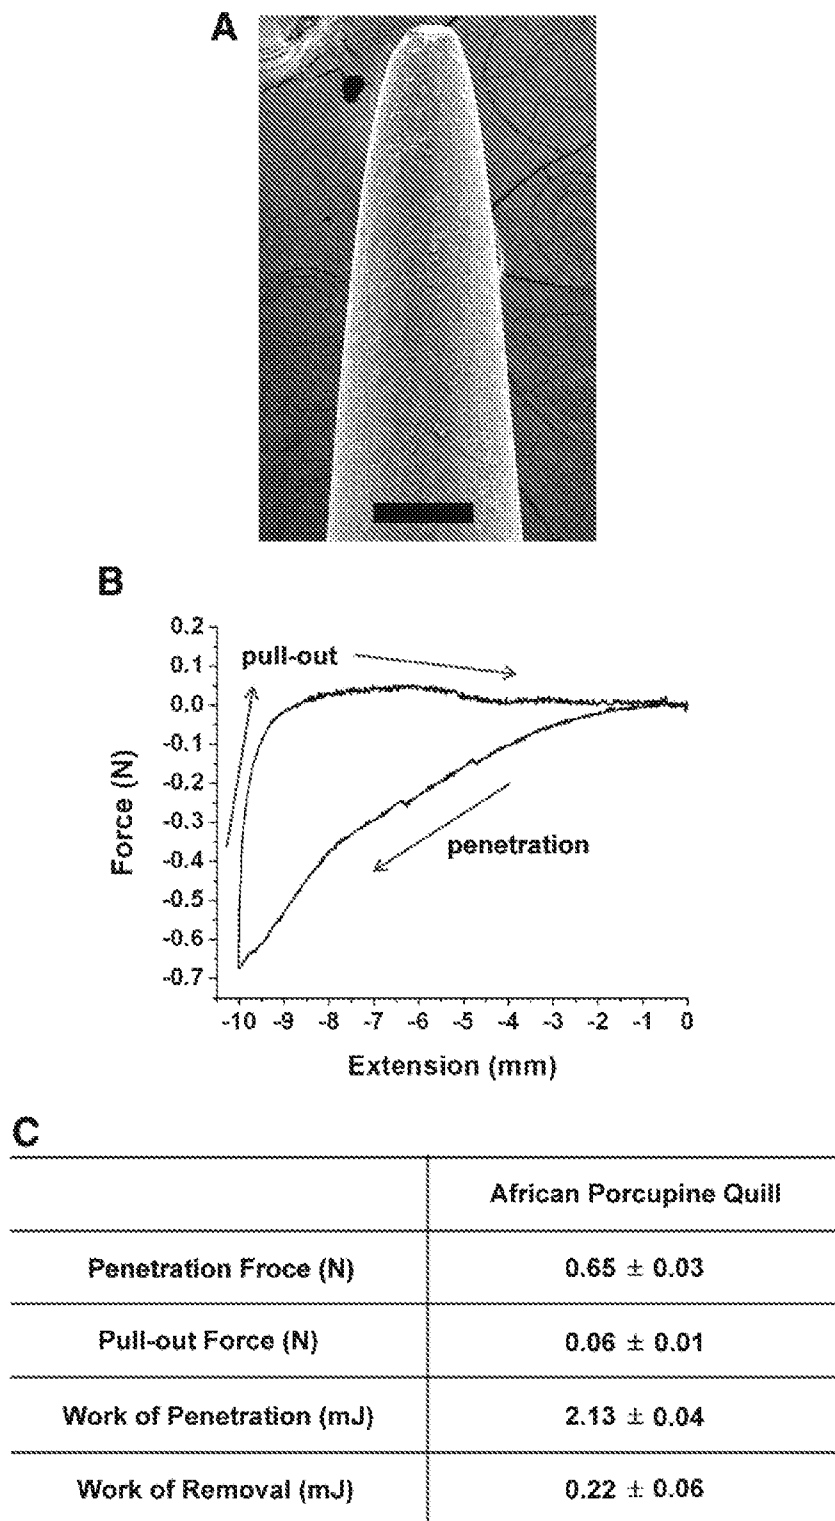 A
B
0.2
0.1
0.0
-0.1
-0.2
-0.3
-0.4
-0.5
-0.6
-0.7
Force (N)
pull-out
penetration
-10 -9 -8 -7 -6 -5 -4 -3 -2 -1 0
Extension (mm)
C
African Porcupine Quill
Penetration Froce (N) 0.65 ± 0.03
Pull-out Force (N) 0.06 ± 0.01
Work of Penetration (mJ) 2.13 ± 0.04
Work of Removal (mJ) 0.22 ± 0.06